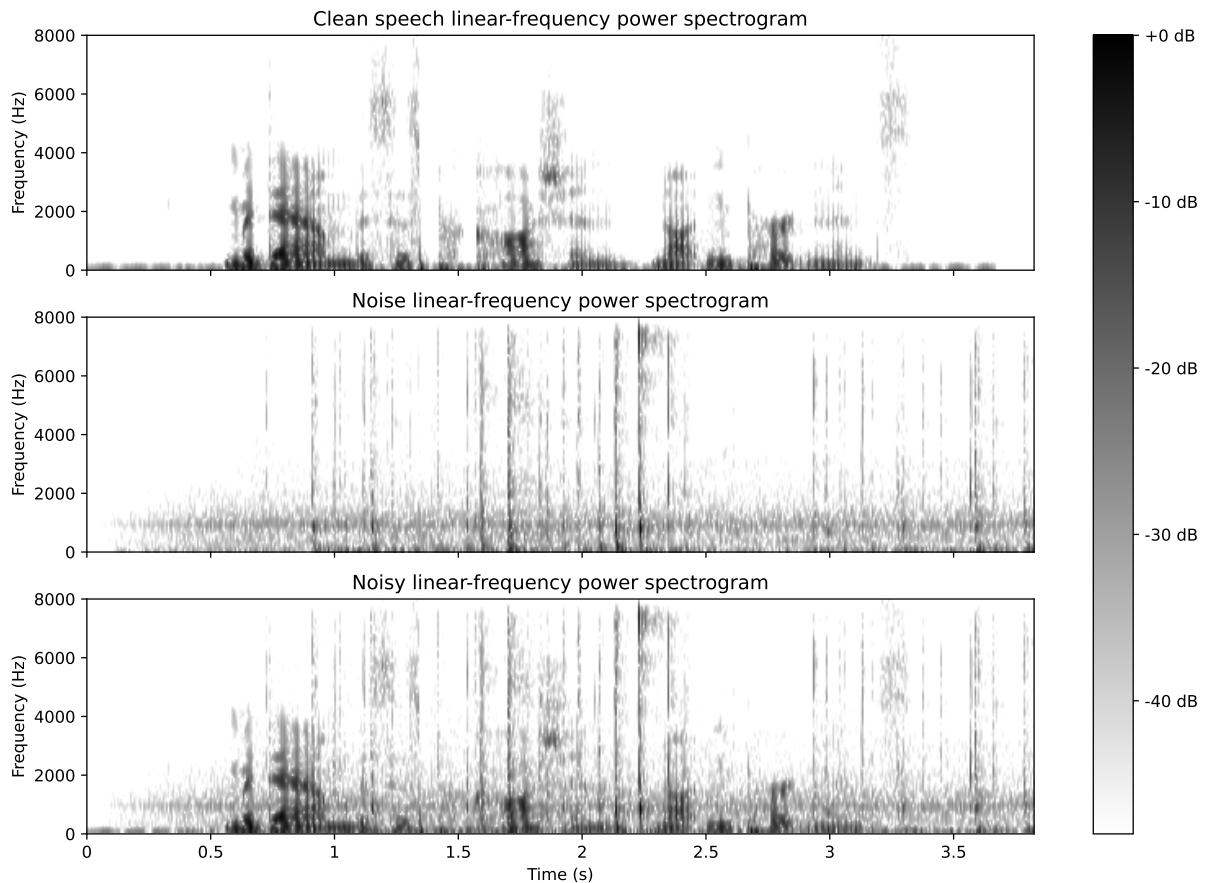 Clean speech linear-frequency power spectrogram
8000
6000
4000
2000
0
Frequency (Hz)
Noise linear-frequency power spectrogram
8000
6000
4000
2000
0
Frequency (Hz)
Noisy linear-frequency power spectrogram
8000
6000
4000
2000
0
Frequency (Hz)
0 0.5 1 1.5 2 2.5 3 3.5
Time (s)
+0 dB
-10 dB
-20 dB
-30 dB
-40 dB